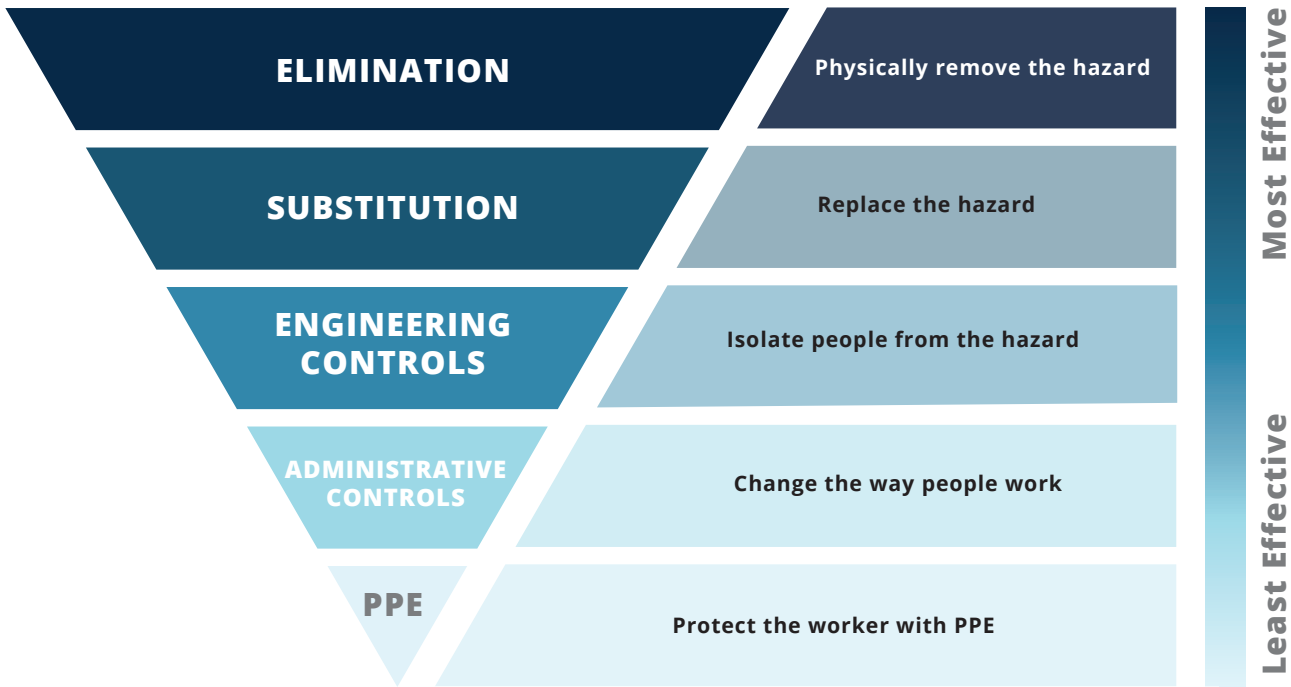 ELIMINATION
Physically remove the hazard
SUBSTITUTION
Replace the hazard
ENGINEERING
CONTROLS
Isolate people from the hazard
ADMINISTRATIVE
CONTROLS
Change the way people work
PPE
Protect the worker with PPE
Most Effective
Least Effective